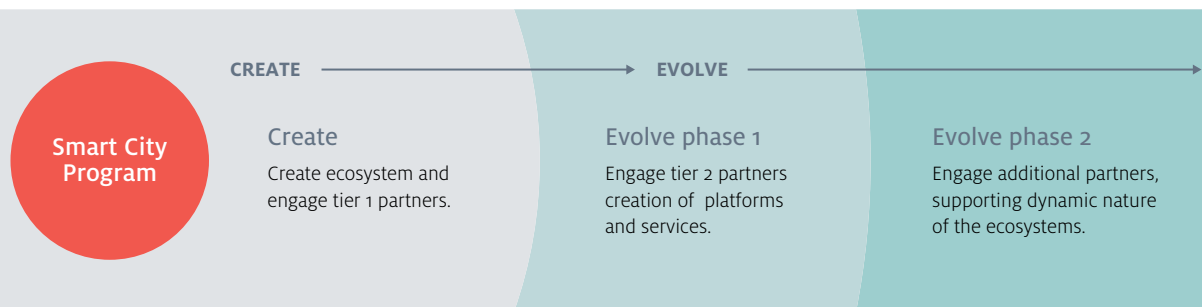 CREATE
EVOLVE
Smart City
Program
Create
Create ecosystem and
engage tier 1 partners.
Evolve phase 1
Engage tier 2 partners
creation of platforms
and services.
Evolve phase 2
Engage additional partners,
supporting dynamic nature
of the ecosystems.